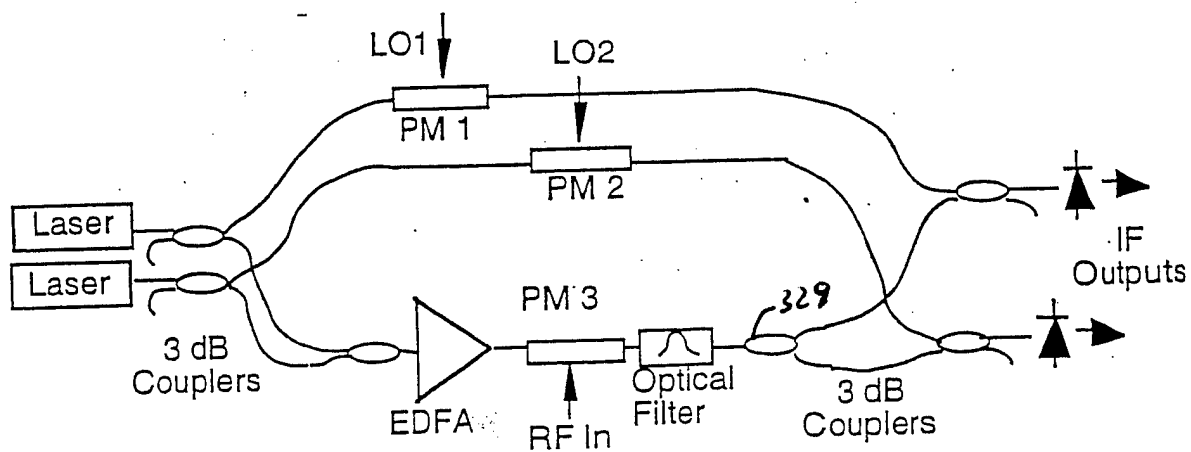 LO1
LO2
PM 1
PM 2
Laser
Laser
IF
Outputs
PM 3
329
3 dB
Couplers
Optical
Filter
3 dB
Couplers
EDFA
RF In